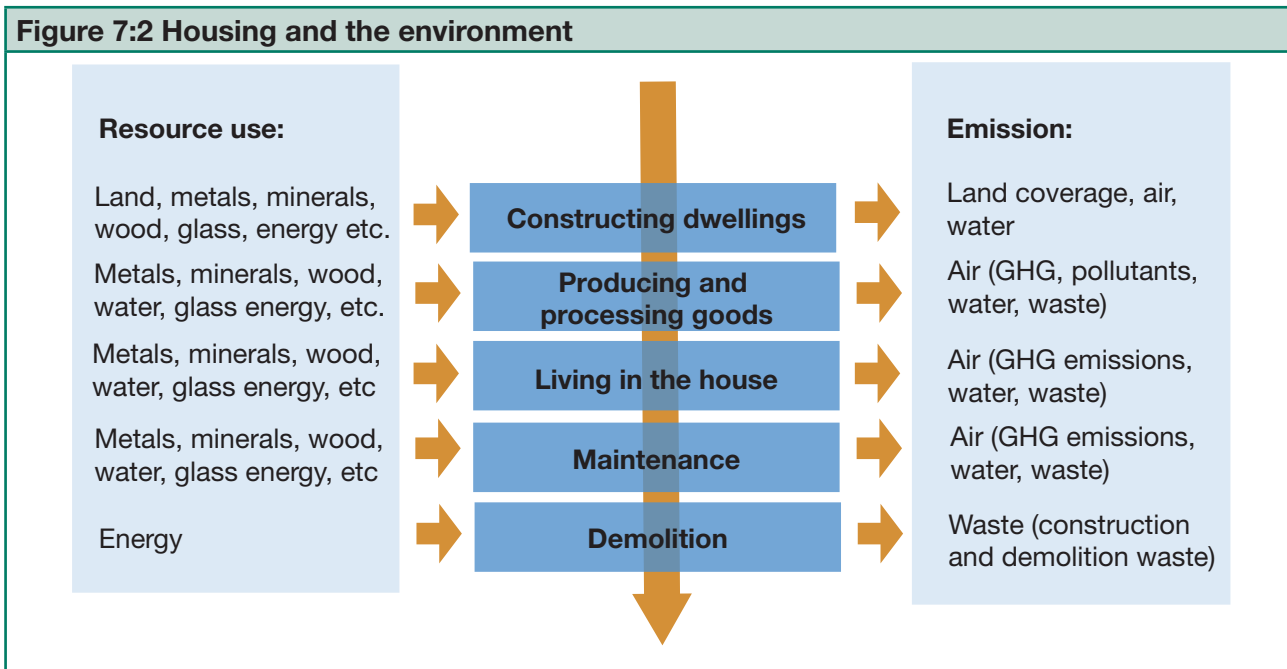 Figure 7:2 Housing and the environment
Resource use:
Emission:
Land, metals, minerals,
wood, glass, energy etc.
Constructing dwellings
Land coverage, air,
water
Metals, minerals, wood,
water, glass energy, etc.
Producing and
processing goods
Air (GHG, pollutants,
water, waste)
Metals, minerals, wood,
water, glass energy, etc
Living in the house
Air (GHG emissions,
water, waste)
Metals, minerals, wood,
water, glass energy, etc
Maintenance
Air (GHG emissions,
water, waste)
Energy
Demolition
Waste (construction
and demolition waste)